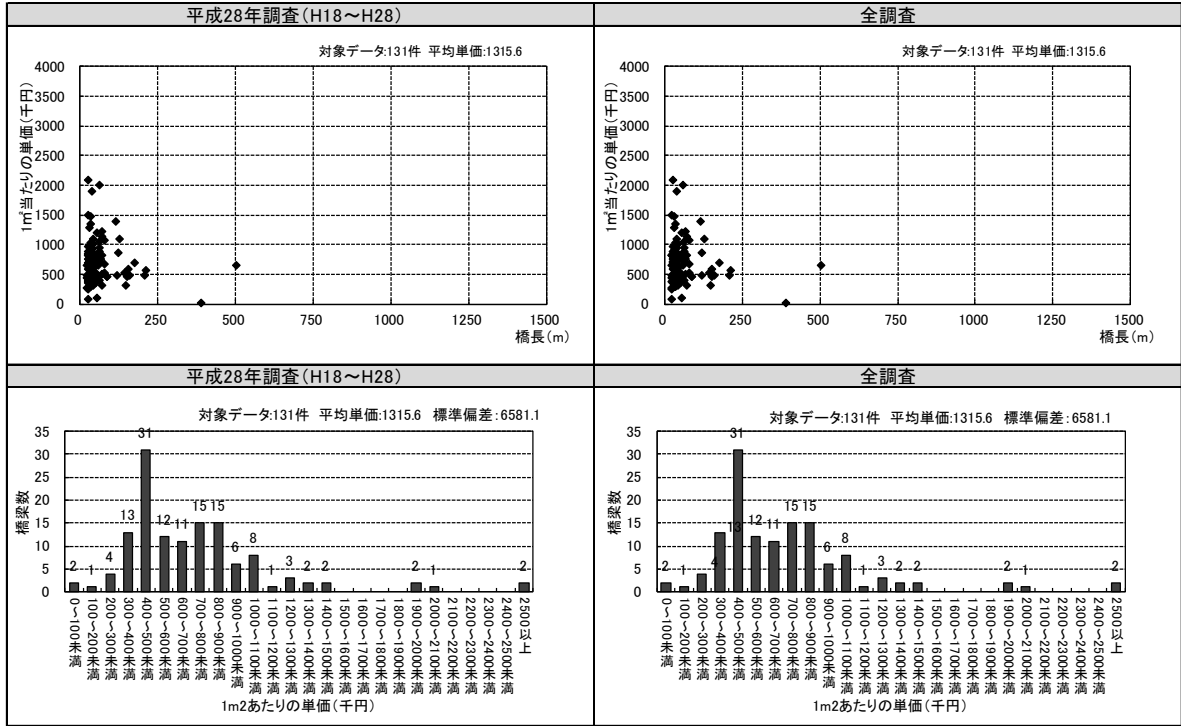 平成28年調査(H18～H28)
全調査
対象データ:131件 平均単価:1315.6
1㎡当たりの単価(千円)
4000
3500
3000
2500
2000
1500
1000
500
0
0 250 500 750 1000 1250 1500
橋長(m)
対象データ:131件 平均単価:1315.6
1㎡当たりの単価(千円)
4000
3500
3000
2500
2000
1500
1000
500
0
0 250 500 750 1000 1250 1500
橋長(m)
平成28年調査(H18～H28)
全調査
対象データ:131件 平均単価:1315.6 標準偏差:6581.1
橋梁数
35
30
25
20
15
10
5
0
2 1 4 13 31 12 11 15 15 6 8 1 3 2 2 2 1 2
0～100未満
100～200未満
200～300未満
300～400未満
400～500未満
500～600未満
600～700未満
700～800未満
800～900未満
900～1000未満
1000～1100未満
1100～1200未満
1200～1300未満
1300～1400未満
1400～1500未満
1500～1600未満
1600～1700未満
1700～1800未満
1800～1900未満
1900～2000未満
2000～2100未満
2100～2200未満
2200～2300未満
2300～2400未満
2400～2500未満
2500以上
1m2あたりの単価(千円)
対象データ:131件 平均単価:1315.6 標準偏差:6581.1
橋梁数
35
30
25
20
15
10
5
0
2 1 4 13 31 12 11 15 15 6 8 1 3 2 2 2 1 2
0～100未満
100～200未満
200～300未満
300～400未満
400～500未満
500～600未満
600～700未満
700～800未満
800～900未満
900～1000未満
1000～1100未満
1100～1200未満
1200～1300未満
1300～1400未満
1400～1500未満
1500～1600未満
1600～1700未満
1700～1800未満
1800～1900未満
1900～2000未満
2000～2100未満
2100～2200未満
2200～2300未満
2300～2400未満
2400～2500未満
2500以上
1m2あたりの単価(千円)